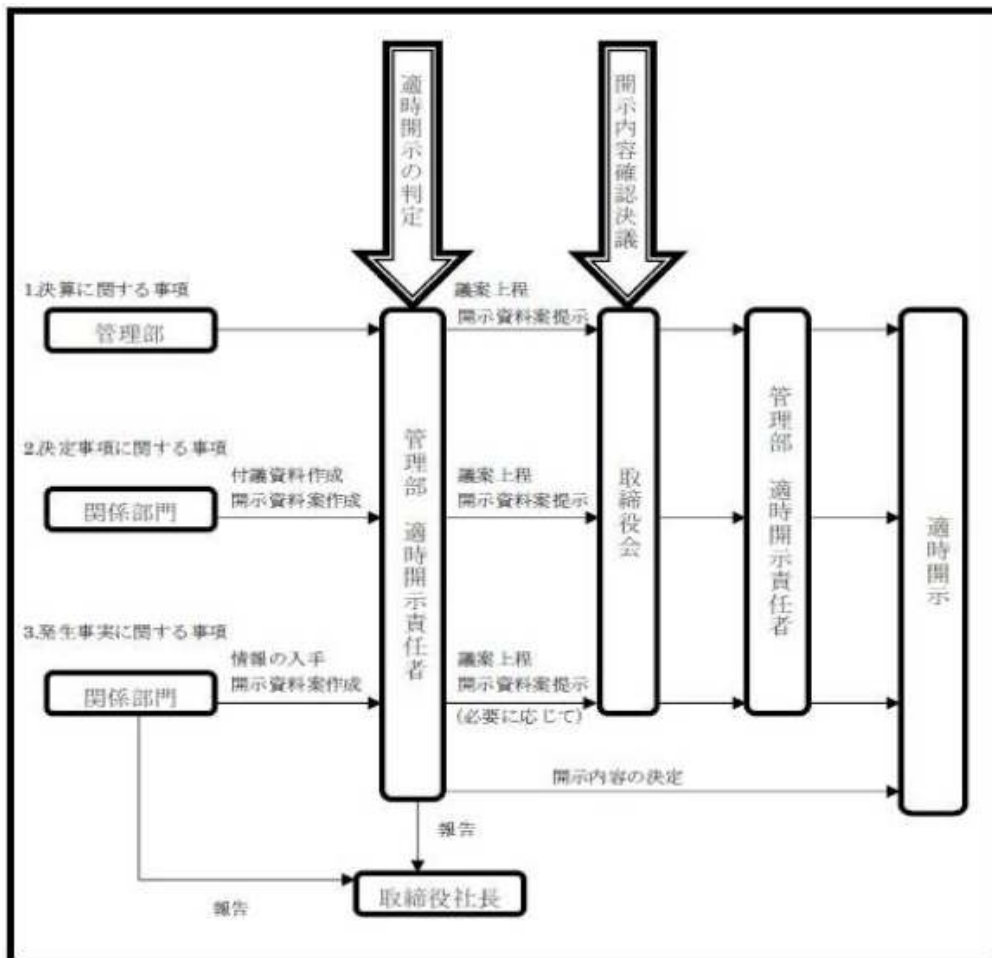 適時開示の判定
開示内容確認決議
1.決算に関する事項
管理部
議案上程
開示資料案提示
2.決定事項に関する事項
関係部門
付議資料作成
開示資料案作成
議案上程
開示資料案提示
3.発生事実に関する事項
関係部門
情報の入手
開示資料案作成
議案上程
開示資料案提示
(必要に応じて)
管理部 適時開示責任者
取締役会
管理部 適時開示責任者
適時開示
開示内容の決定
報告
取締役社長
報告